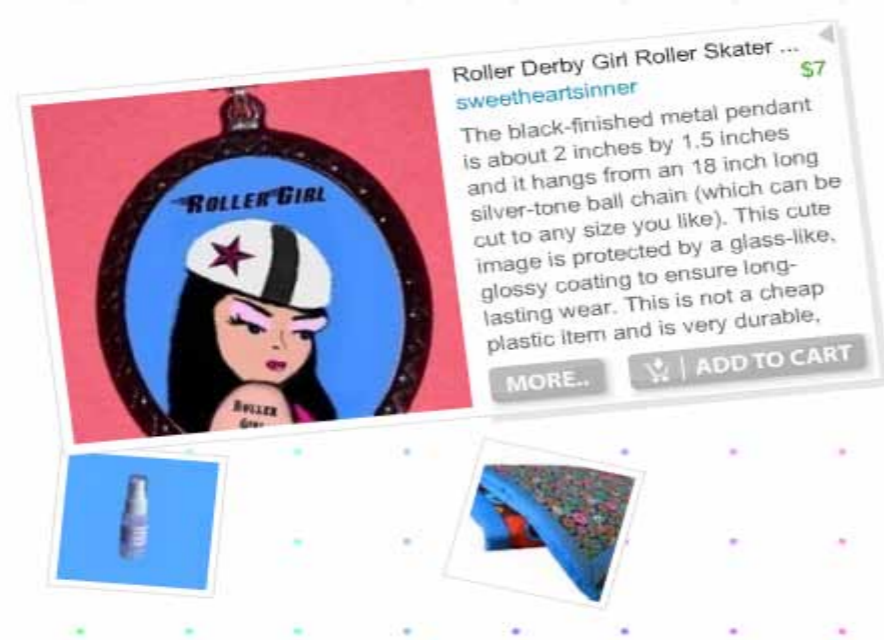 Roller Derby Girl Roller Skater ...
$7
sweetheartsinner
The black-finished metal pendant
is about 2 inches by 1.5 inches
and it hangs from an 18 inch long
silver-tone ball chain (which can be
cut to any size you like). This cute
image is protected by a glass-like,
glossy coating to ensure long-
lasting wear. This is not a cheap
plastic item and is very durable,
MORE..
ADD TO CART
ROLLER GIRL
ROLLER
GIRL